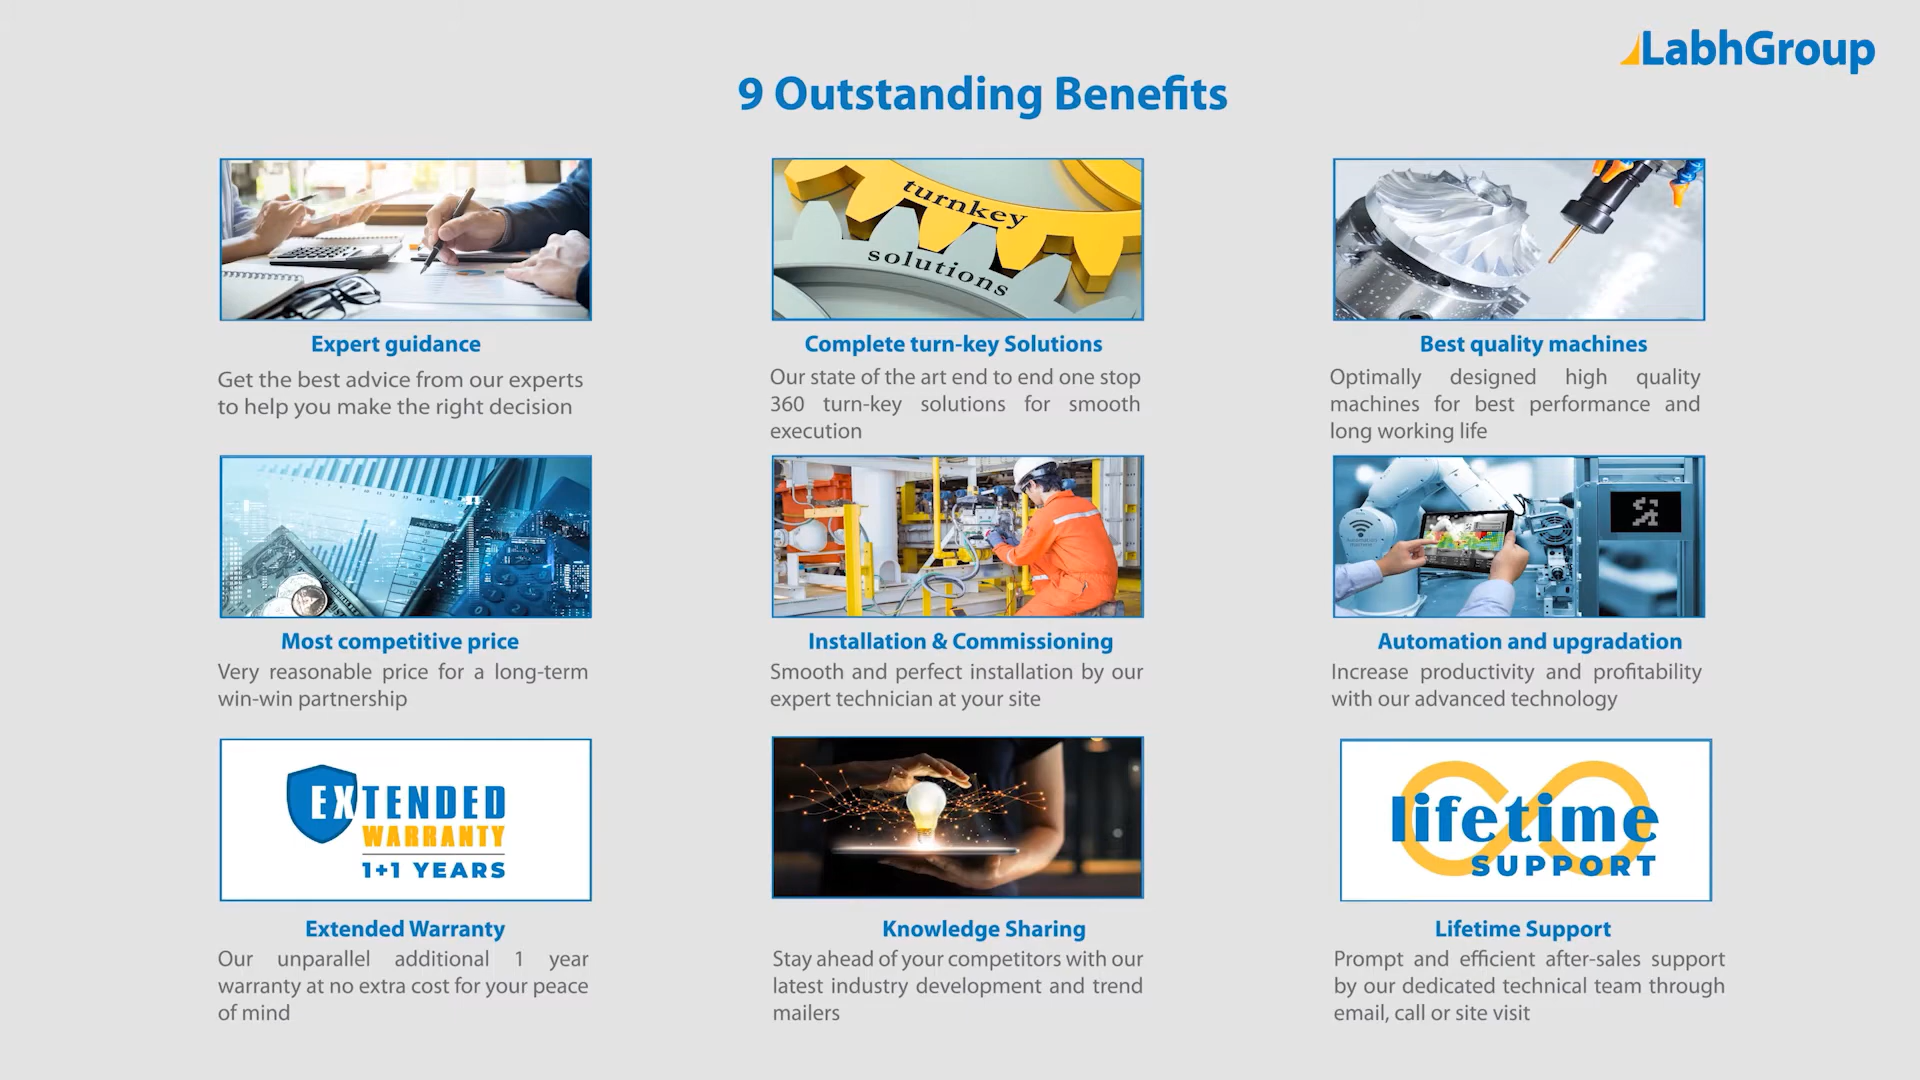 LabhGroup
9 Outstanding Benefits
turnkey
solutions
Expert guidance
Get the best advice from our experts
to help you make the right decision
Complete turn-key Solutions
Our state of the art end to end one stop
360 turn-key solutions for smooth
execution
Best quality machines
Optimally designed high quality
machines for best performance and
long working life
Most competitive price
Very reasonable price for a long-term
win-win partnership
Installation & Commissioning
Smooth and perfect installation by our
expert technician at your site
Automation and upgradation
Increase productivity and profitability
with our advanced technology
EXTENDED
WARRANTY
1+1 YEARS
lifetime
SUPPORT
Extended Warranty
Our unparallel additional 1 year
warranty at no extra cost for your peace
of mind
Knowledge Sharing
Stay ahead of your competitors with our
latest industry development and trend
mailers
Lifetime Support
Prompt and efficient after-sales support
by our dedicated technical team through
email, call or site visit